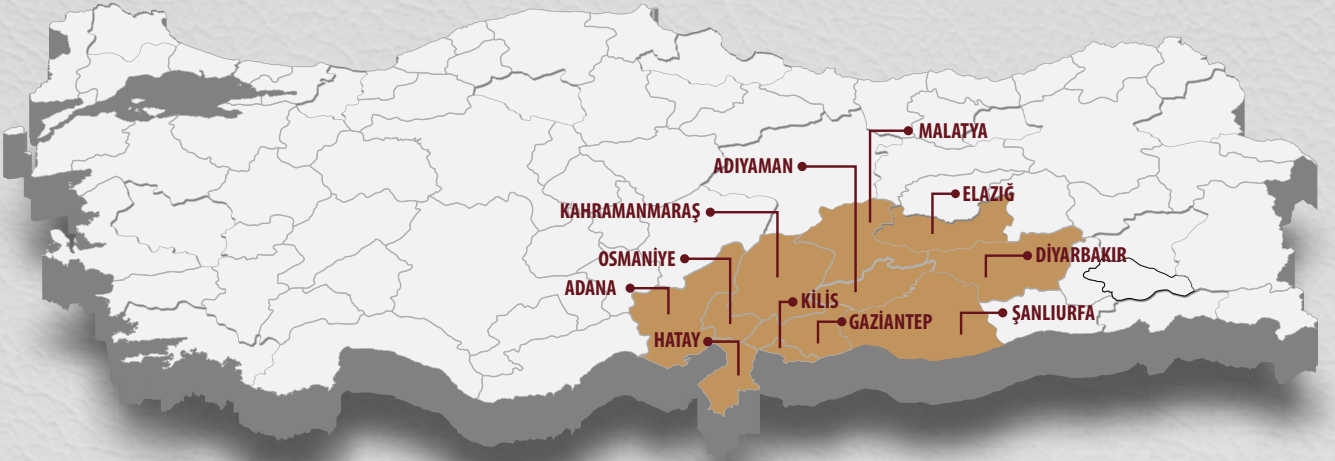 MALATYA
ADIYAMAN
ELAZIĞ
KAHRAMANMARAŞ
OSMANİYE
DİYARBAKIR
ADANA
KİLİS
ŞANLIURFA
GAZİANTEP
HATAY